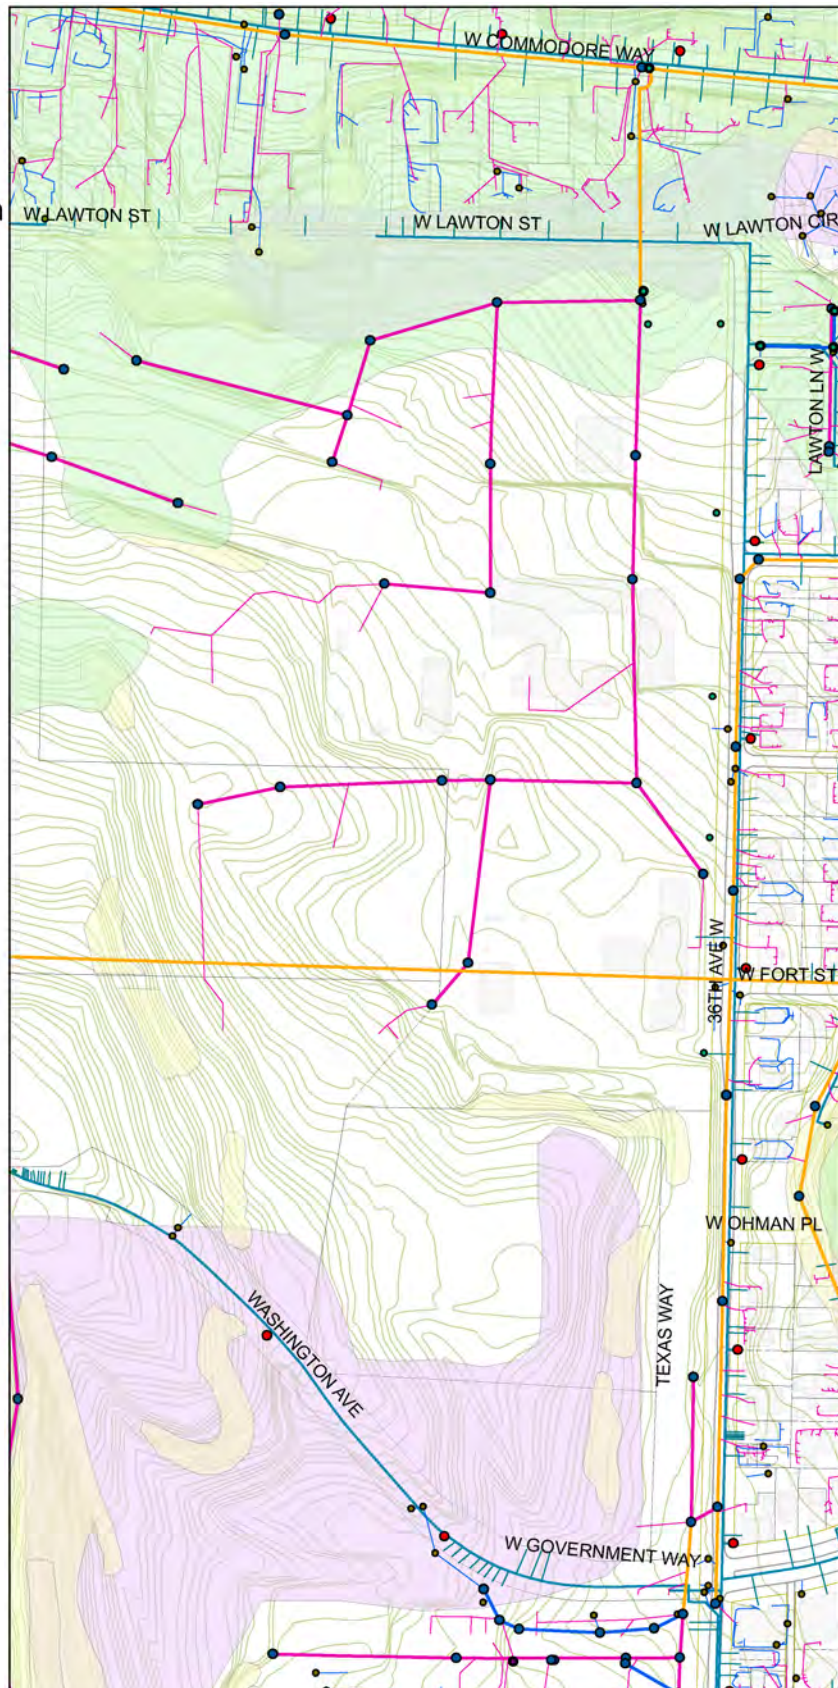 W COMMODORE WAY
W LAWTON ST
W LAWTON ST
W LAWTON CIR
LAWTON LN W
36TH AVE W
W FORT ST
W OHMAN PL
TEXAS WAY
WASHINGTON AVE
W GOVERNMENT WAY